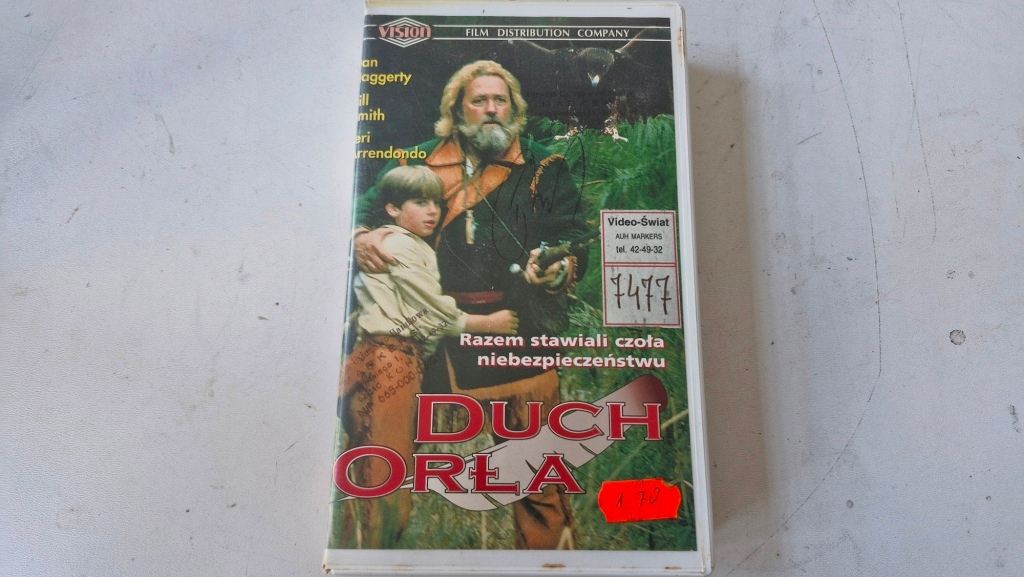 VISION
FILM DISTRIBUTION COMPANY
an
aggerty
ill
mith
eri
rrendondo
Video-Świat
AUH MARKERS
tel. 42-49-32
7477
Razem stawiali czoła
niebezpieczeństwu
DUCH
ORŁA
1.70